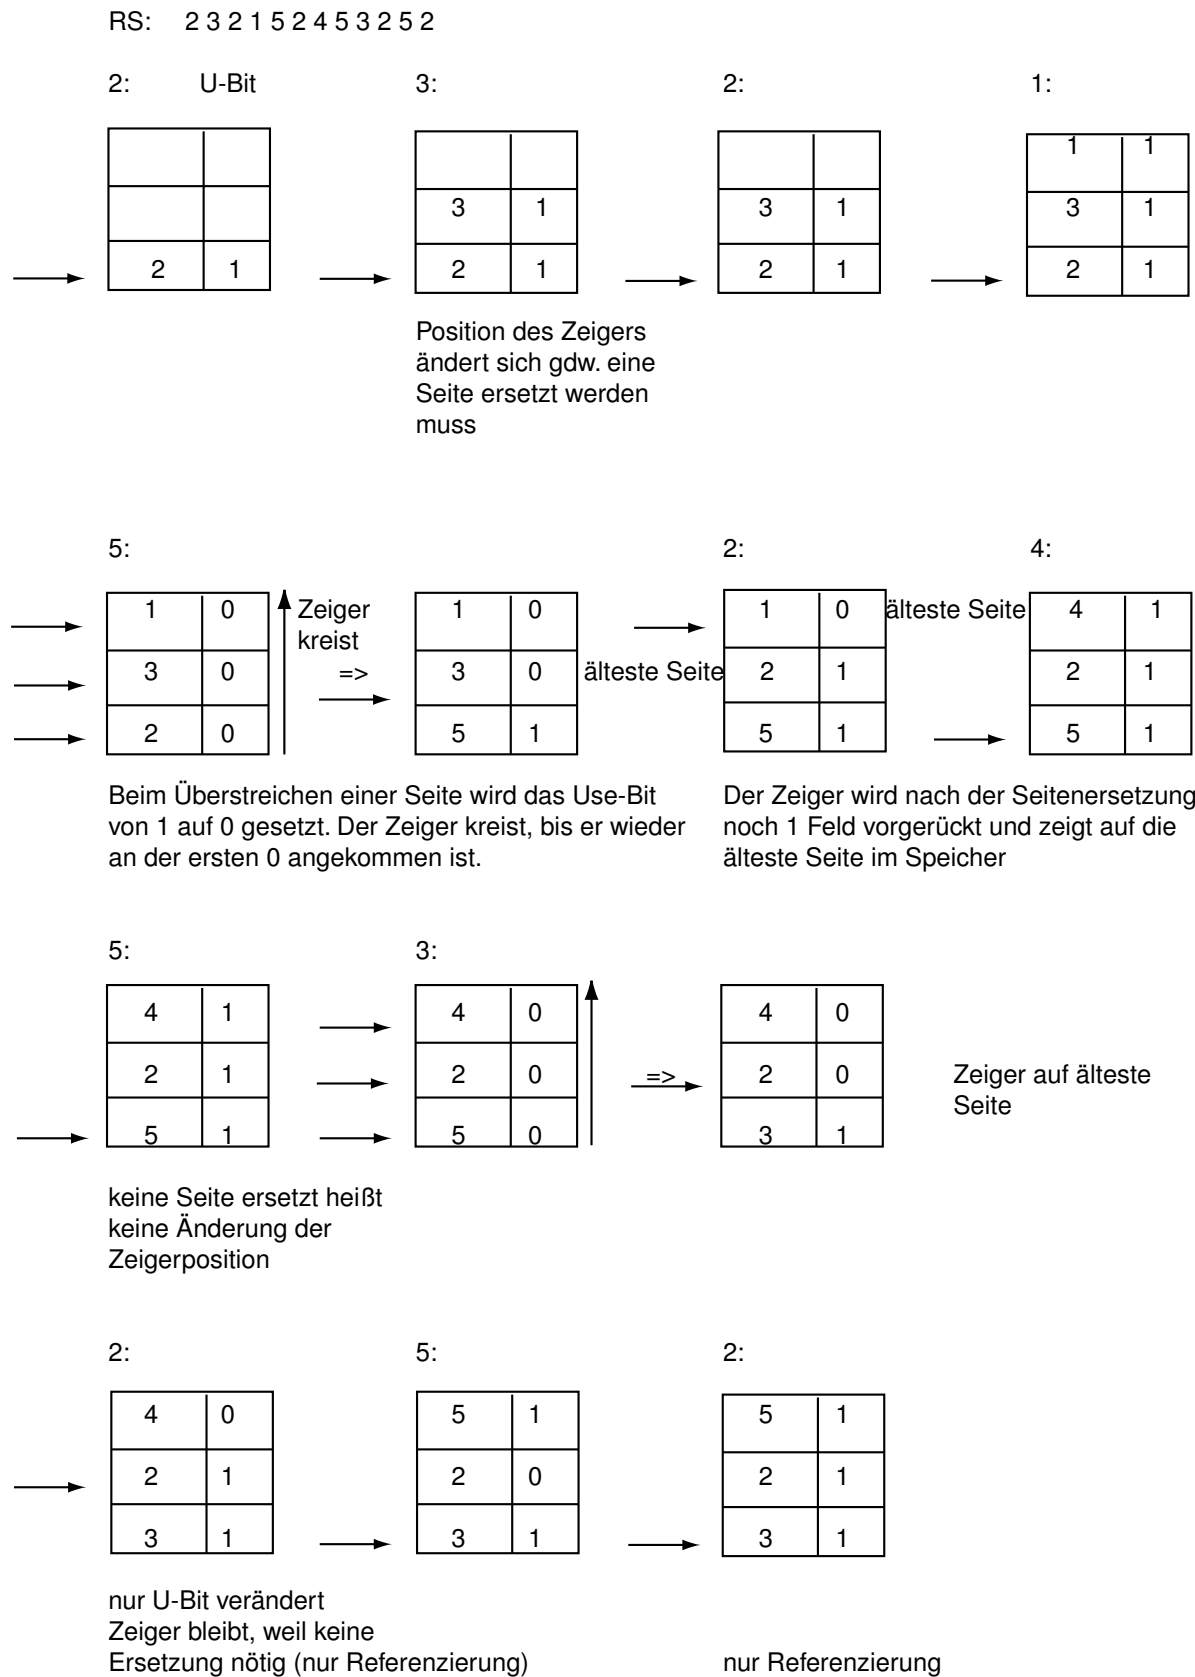 RS: 2 3 2 1 5 2 4 5 3 2 5 2
2: U-Bit 3: 2: 1:
1 1
3 1 3 1 3 1
2 1 2 1 2 1 2 1
Position des Zeigers
ändert sich gdw. eine
Seite ersetzt werden
muss
5: 2: 4:
1 0 Zeiger 1 0 1 0 älteste Seite 4 1
kreist
3 0 => 3 0 älteste Seite 2 1 2 1
2 0 5 1 5 1 5 1
Beim Überstreichen einer Seite wird das Use-Bit
von 1 auf 0 gesetzt. Der Zeiger kreist, bis er wieder
an der ersten 0 angekommen ist.
Der Zeiger wird nach der Seitenersetzung
noch 1 Feld vorgerückt und zeigt auf die
älteste Seite im Speicher
5: 3:
4 1 4 0 4 0
2 1 2 0 => 2 0 Zeiger auf älteste
Seite
5 1 5 0 3 1
keine Seite ersetzt heißt
keine Änderung der
Zeigerposition
2: 5: 2:
4 0 5 1 5 1
2 1 2 0 2 1
3 1 3 1 3 1
nur U-Bit verändert
Zeiger bleibt, weil keine
Ersetzung nötig (nur Referenzierung) nur Referenzierung